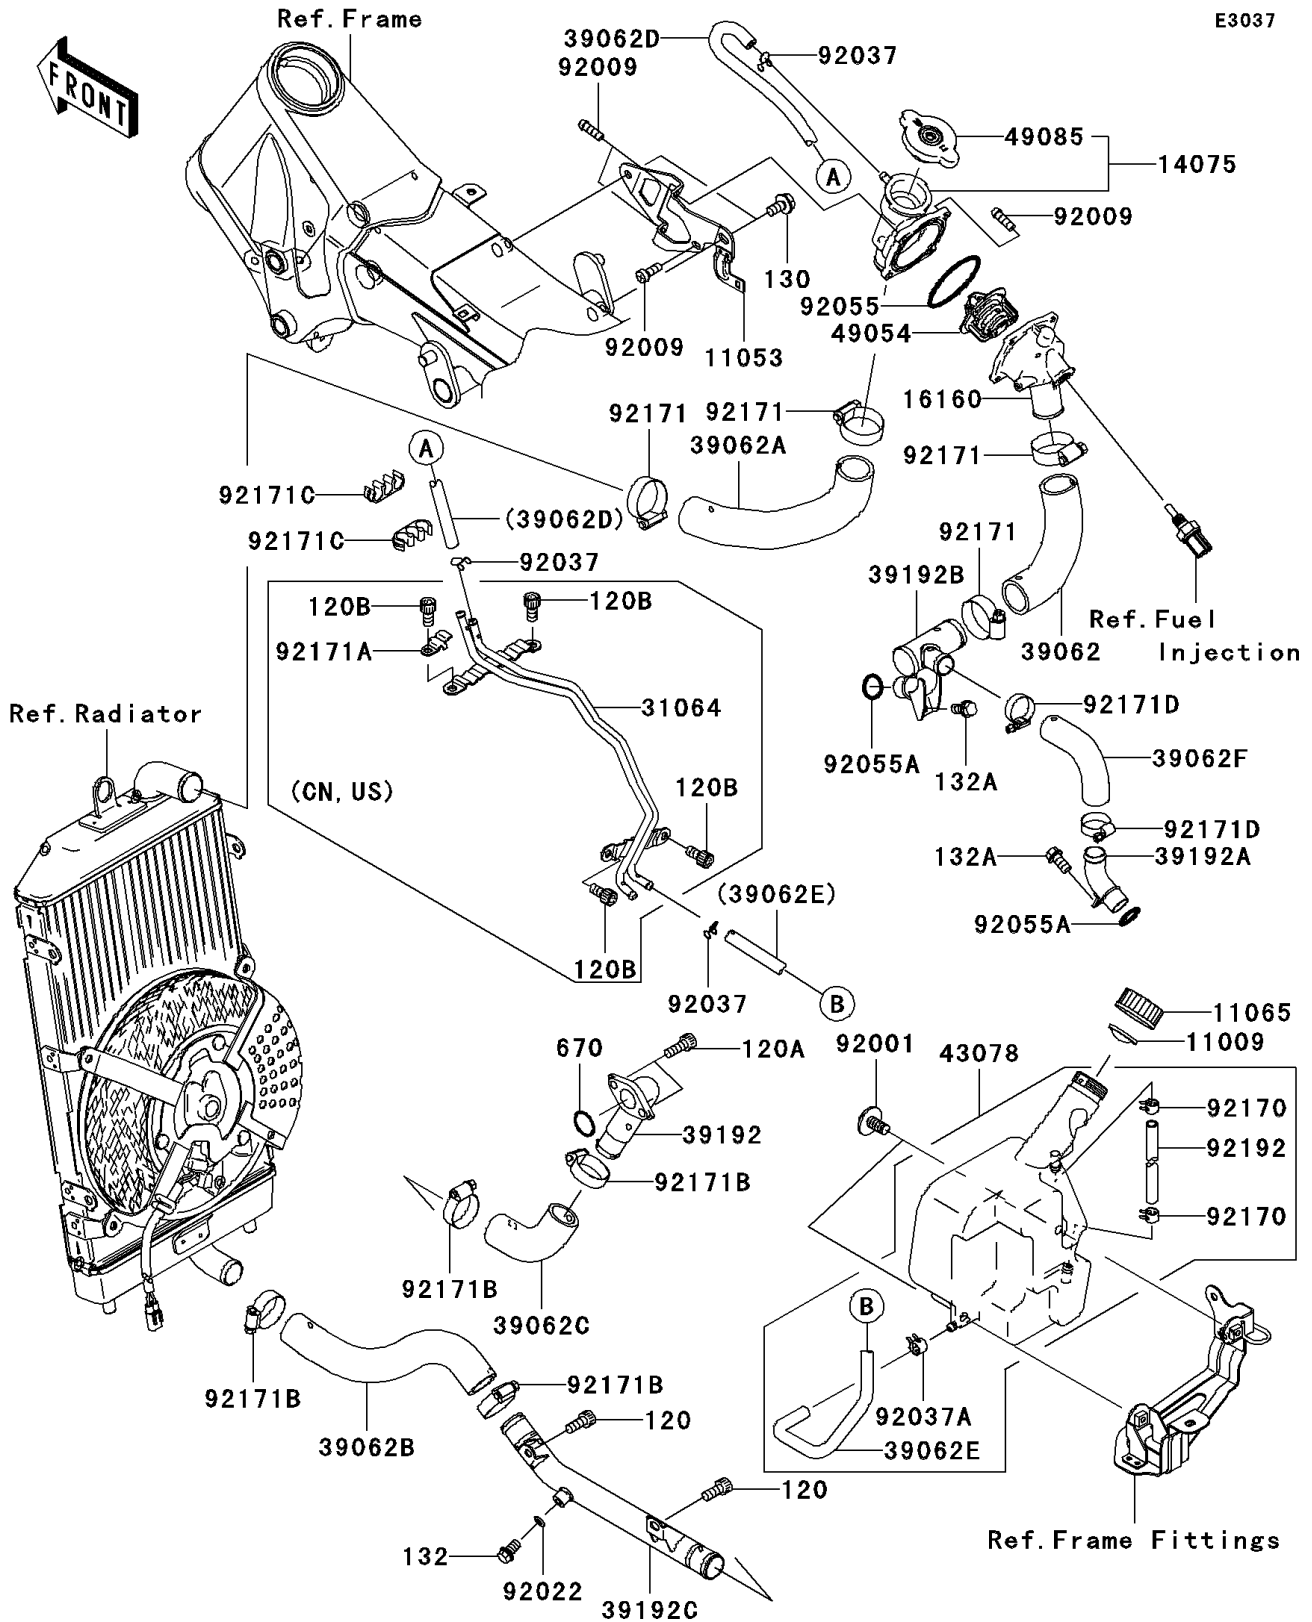 E3037
Ref.Frame
FRONT
39062D
92037
92009
49085
14075
A
92009
130
92055
49054
92009
11053
16160
92171
92171
39062A
92171
A
92171C
(39062D)
92171C
92037
92171
39192B
120B
120B
92171A
Ref.Fuel
Injection
39062
31064
92171D
Ref.Radiator
92055A
132A
39062F
(CN, US)
120B
92171D
132A
39192A
(39062E)
92055A
120B
92037
B
11065
11009
670
120A
92001
43078
92170
39192
92192
92171B
92170
92171B
39062C
B
92171B
92171B
92037A
120
39062B
39062E
120
Ref.Frame Fittings
132
92022
39192C